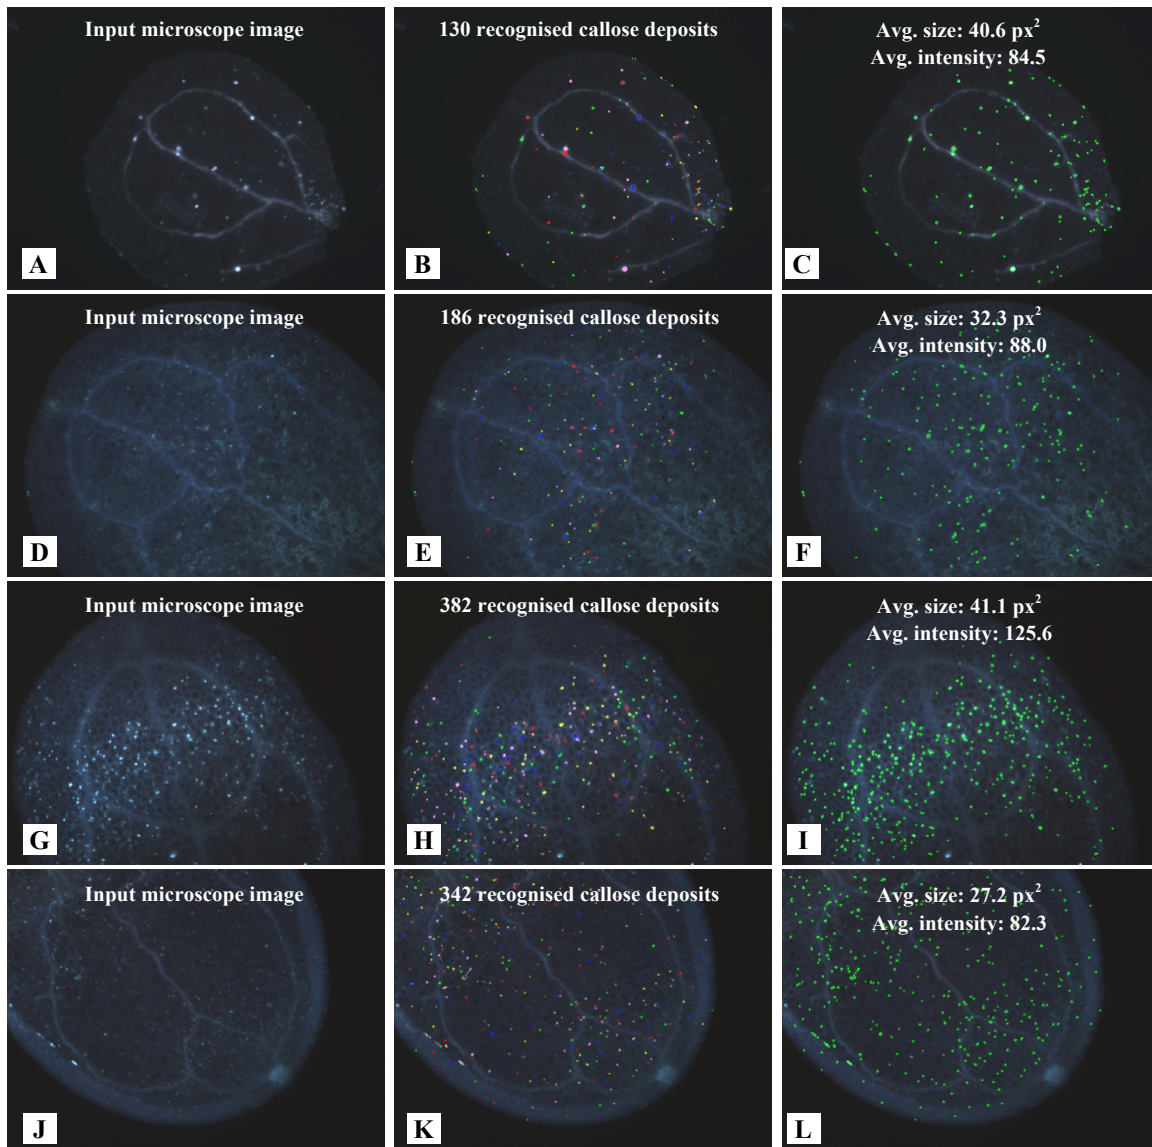 Input microscope image
130 recognised callose deposits
Avg. size: 40.6 px²
Avg. intensity: 84.5
A
B
C
Input microscope image
186 recognised callose deposits
Avg. size: 32.3 px²
Avg. intensity: 88.0
D
E
F
Input microscope image
382 recognised callose deposits
Avg. size: 41.1 px²
Avg. intensity: 125.6
G
H
I
Input microscope image
342 recognised callose deposits
Avg. size: 27.2 px²
Avg. intensity: 82.3
J
K
L